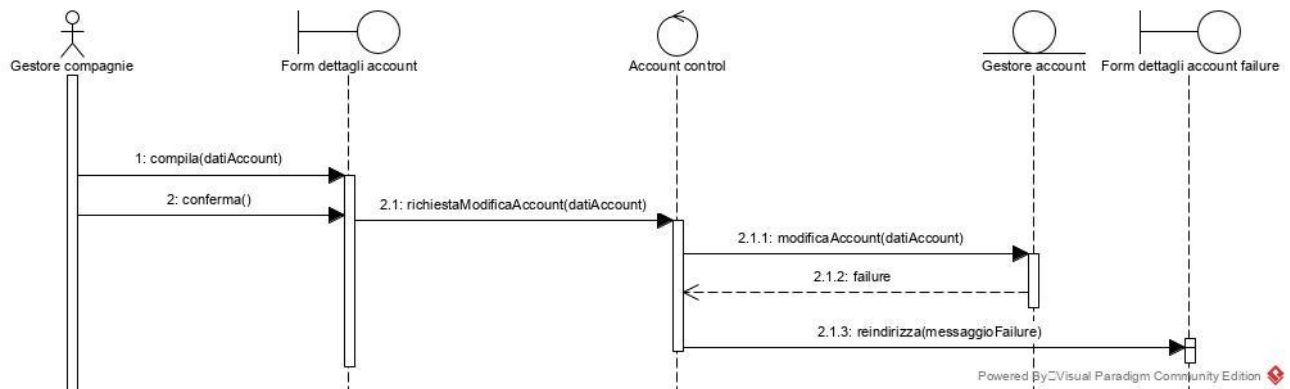 Gestore compagnie
Form dettagli account
Account control
Gestore account
Form dettagli account failure
1: compila(datiAccount)
2: conferma()
2.1: richiestaModificaAccount(datiAccount)
2.1.1: modificaAccount(datiAccount)
2.1.2: failure
2.1.3: reindirizza(messaggioFailure)
Powered By Visual Paradigm Community Edition